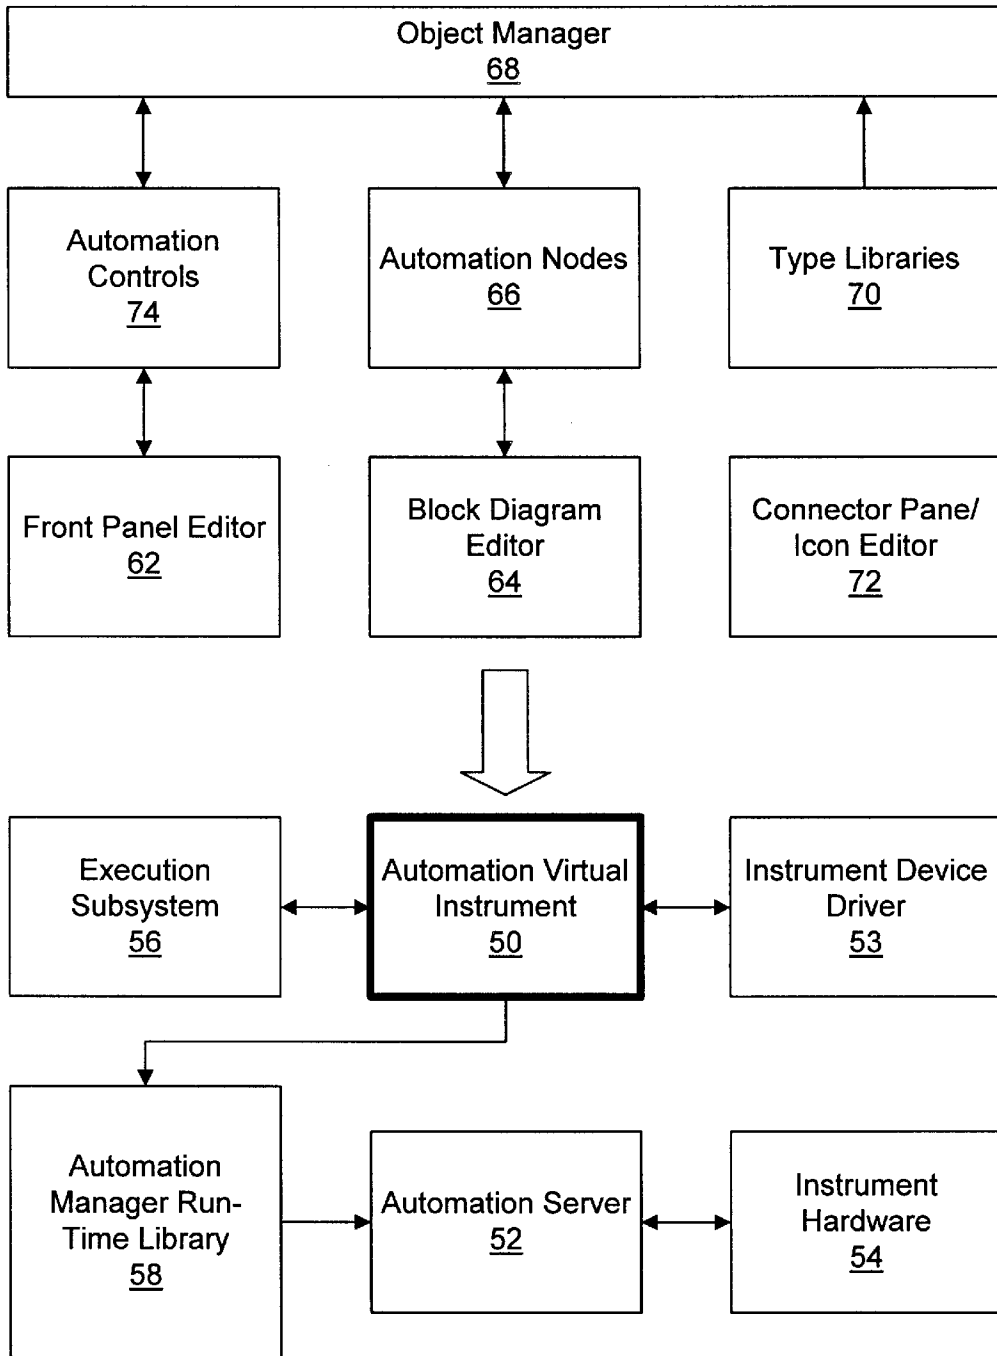 Object Manager
68
Automation
Controls
74
Automation Nodes
66
Type Libraries
70
Front Panel Editor
62
Block Diagram
Editor
64
Connector Pane/
Icon Editor
72
Execution
Subsystem
56
Automation Virtual
Instrument
50
Instrument Device
Driver
53
Automation
Manager Run-
Time Library
58
Automation Server
52
Instrument
Hardware
54